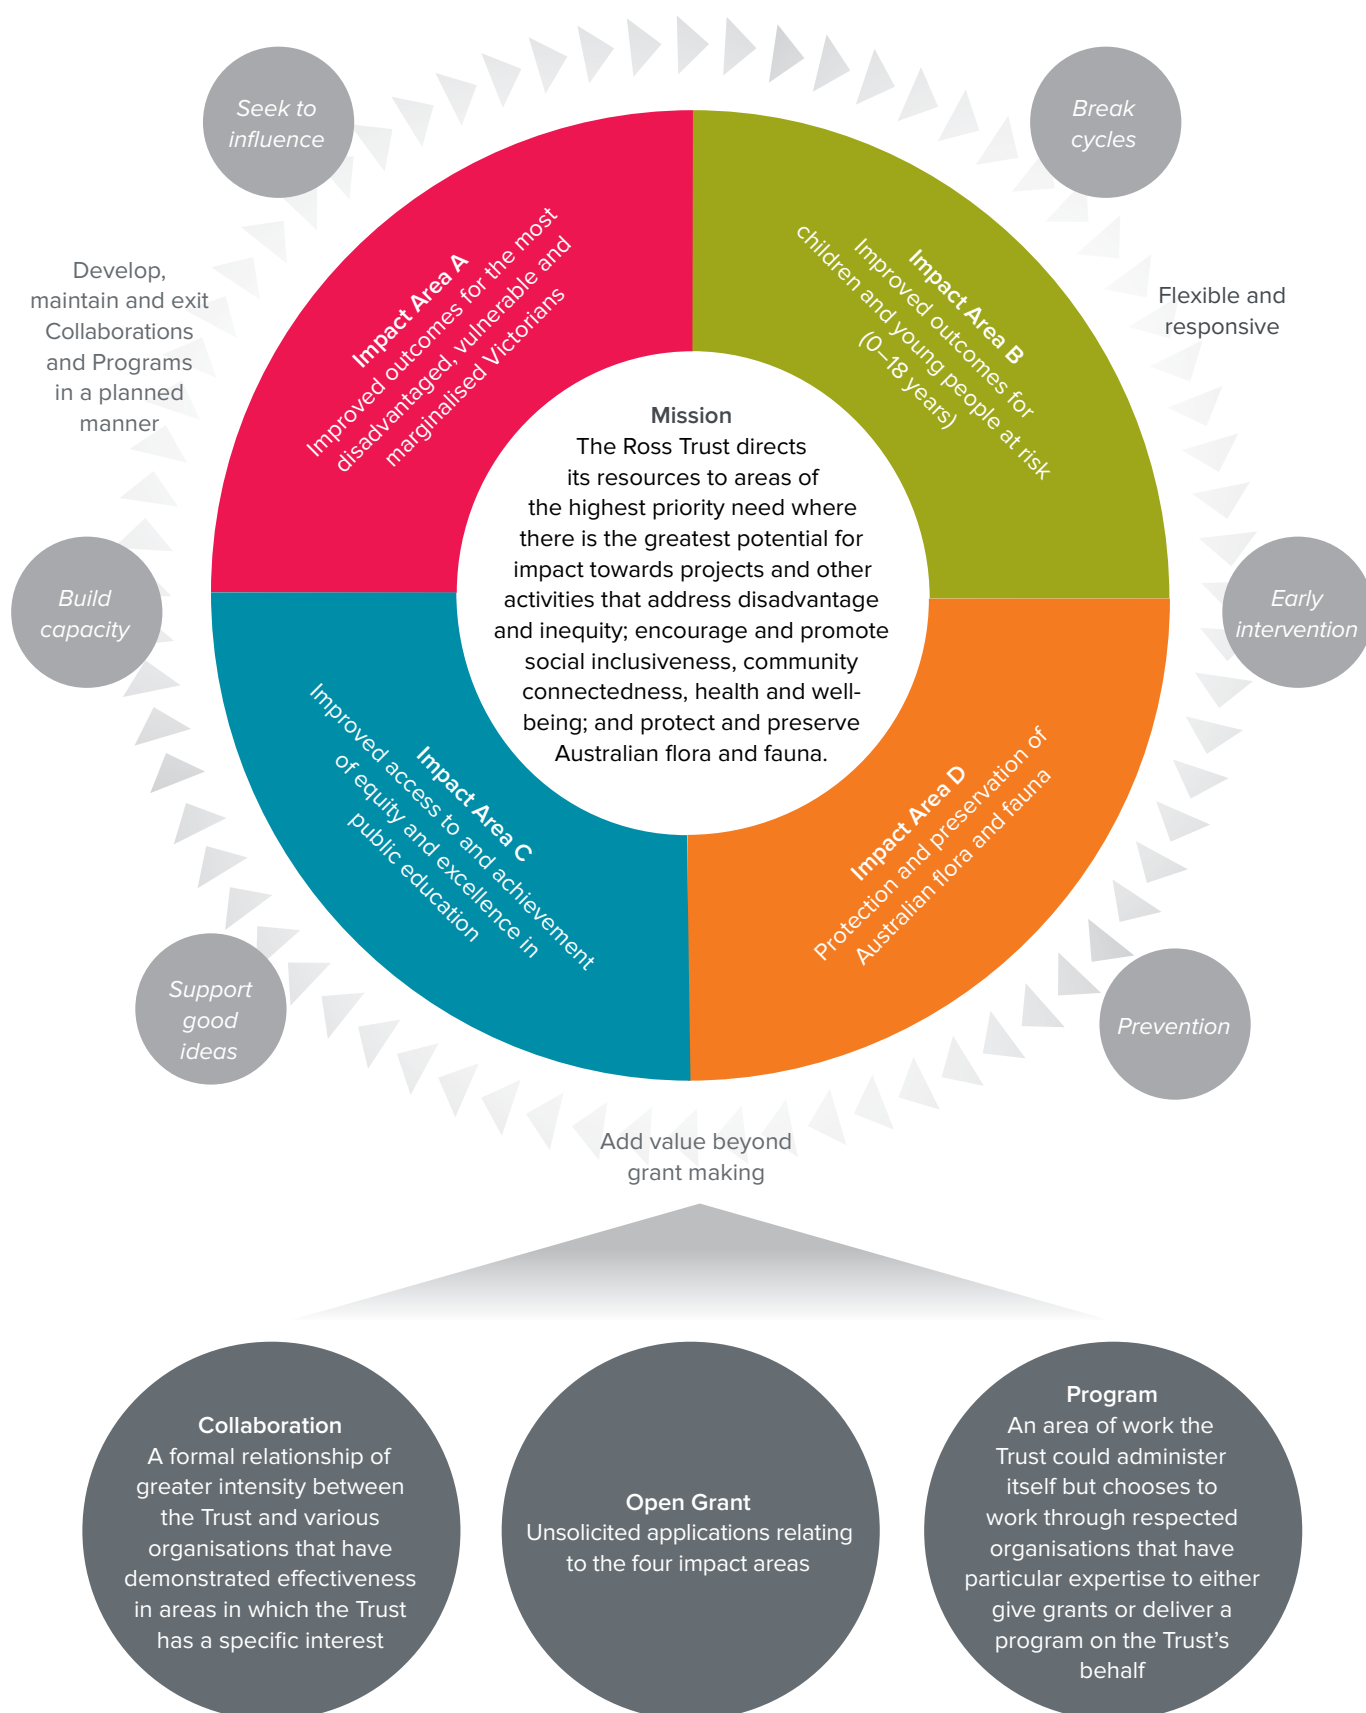 Seek to
influence
Break
cycles
Develop,
maintain and exit
Collaborations
and Programs
in a planned
manner
Flexible and
responsive
Impact Area A
Improved outcomes for the most
disadvantaged, vulnerable and
marginalised Victorians
Impact Area B
Improved outcomes for
children and young people at risk
(0–18 years)
Mission
The Ross Trust directs
its resources to areas of
the highest priority need where
there is the greatest potential for
impact towards projects and other
activities that address disadvantage
and inequity; encourage and promote
social inclusiveness, community
connectedness, health and well-
being; and protect and preserve
Australian flora and fauna.
Build
capacity
Early
intervention
Impact Area C
Improved access to and achievement
of equity and excellence in
public education
Impact Area D
Protection and preservation of
Australian flora and fauna
Support
good
ideas
Prevention
Add value beyond
grant making
Collaboration
A formal relationship of
greater intensity between
the Trust and various
organisations that have
demonstrated effectiveness
in areas in which the Trust
has a specific interest
Open Grant
Unsolicited applications relating
to the four impact areas
Program
An area of work the
Trust could administer
itself but chooses to
work through respected
organisations that have
particular expertise to either
give grants or deliver a
program on the Trust’s
behalf